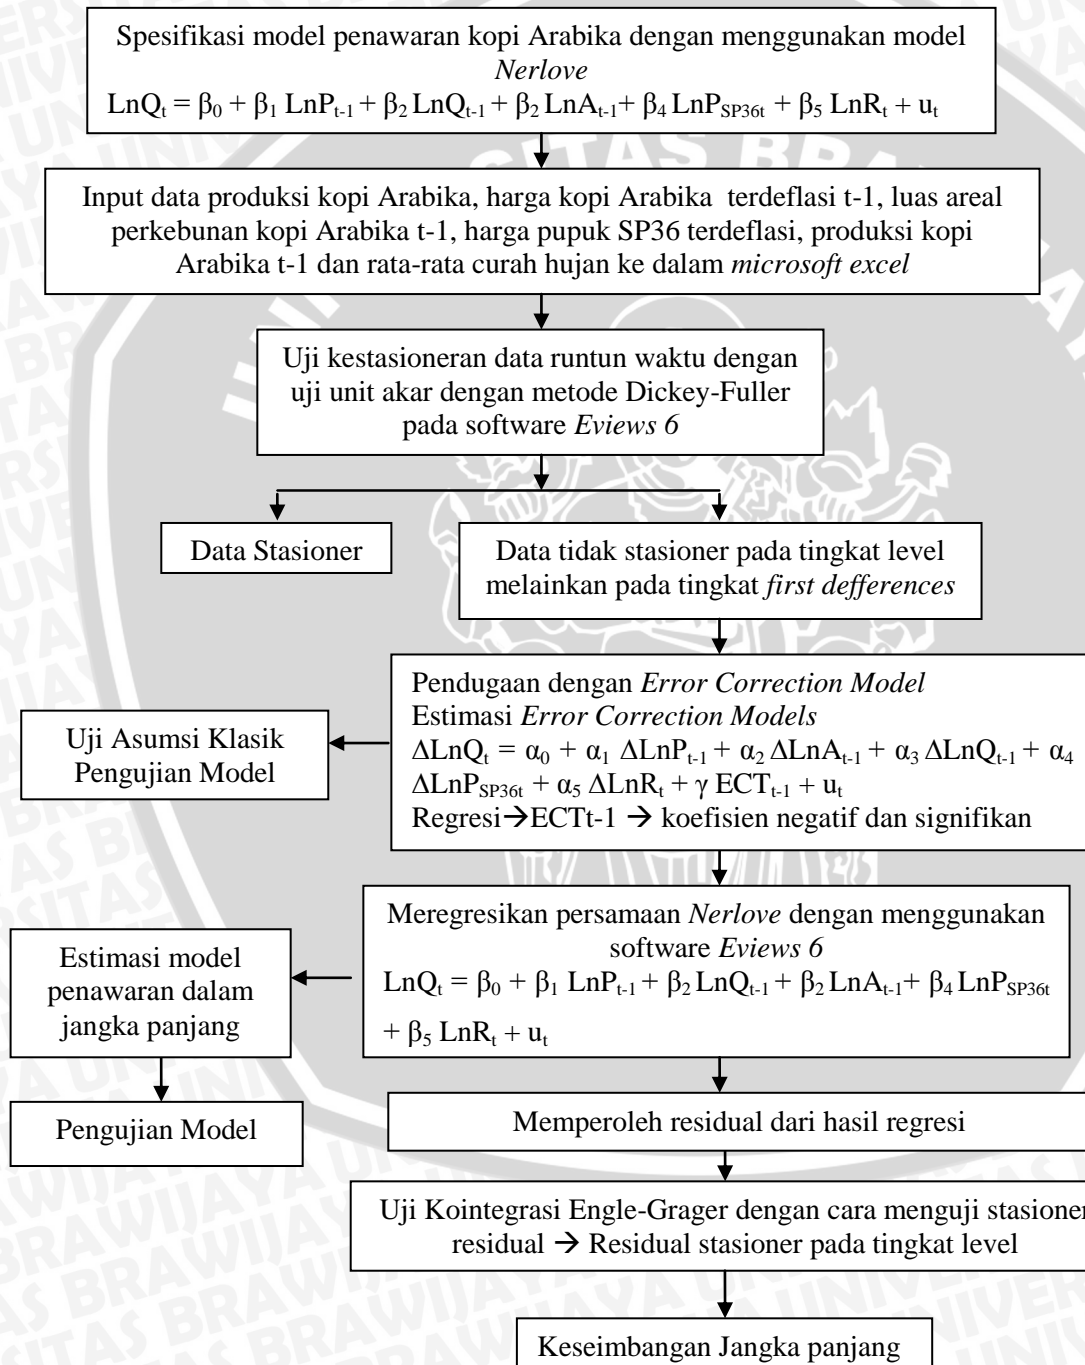 Spesifikasi model penawaran kopi Arabika dengan menggunakan model
Nerlove
LnQt = β0 + β1 LnPt-1 + β2 LnQt-1 + β2 LnAt-1+ β4 LnPSP36t + β5 LnRt + ut
Input data produksi kopi Arabika, harga kopi Arabika terdeflasi t-1, luas areal
perkebunan kopi Arabika t-1, harga pupuk SP36 terdeflasi, produksi kopi
Arabika t-1 dan rata-rata curah hujan ke dalam microsoft excel
Uji kestasioneran data runtun waktu dengan
uji unit akar dengan metode Dickey-Fuller
pada software Eviews 6
Data Stasioner
Data tidak stasioner pada tingkat level
melainkan pada tingkat first defferences
Pendugaan dengan Error Correction Model
Estimasi Error Correction Models
ΔLnQt = α0 + α1 ΔLnPt-1 + α2 ΔLnAt-1 + α3 ΔLnQt-1 + α4
ΔLnPSP36t + α5 ΔLnRt + γ ECTt-1 + ut
Regresi→ECTt-1 → koefisien negatif dan signifikan
Uji Asumsi Klasik
Pengujian Model
Meregresikan persamaan Nerlove dengan menggunakan
software Eviews 6
LnQt = β0 + β1 LnPt-1 + β2 LnQt-1 + β2 LnAt-1+ β4 LnPSP36t
+ β5 LnRt + ut
Estimasi model
penawaran dalam
jangka panjang
Pengujian Model
Memperoleh residual dari hasil regresi
Uji Kointegrasi Engle-Grager dengan cara menguji stasioner
residual → Residual stasioner pada tingkat level
Keseimbangan Jangka panjang